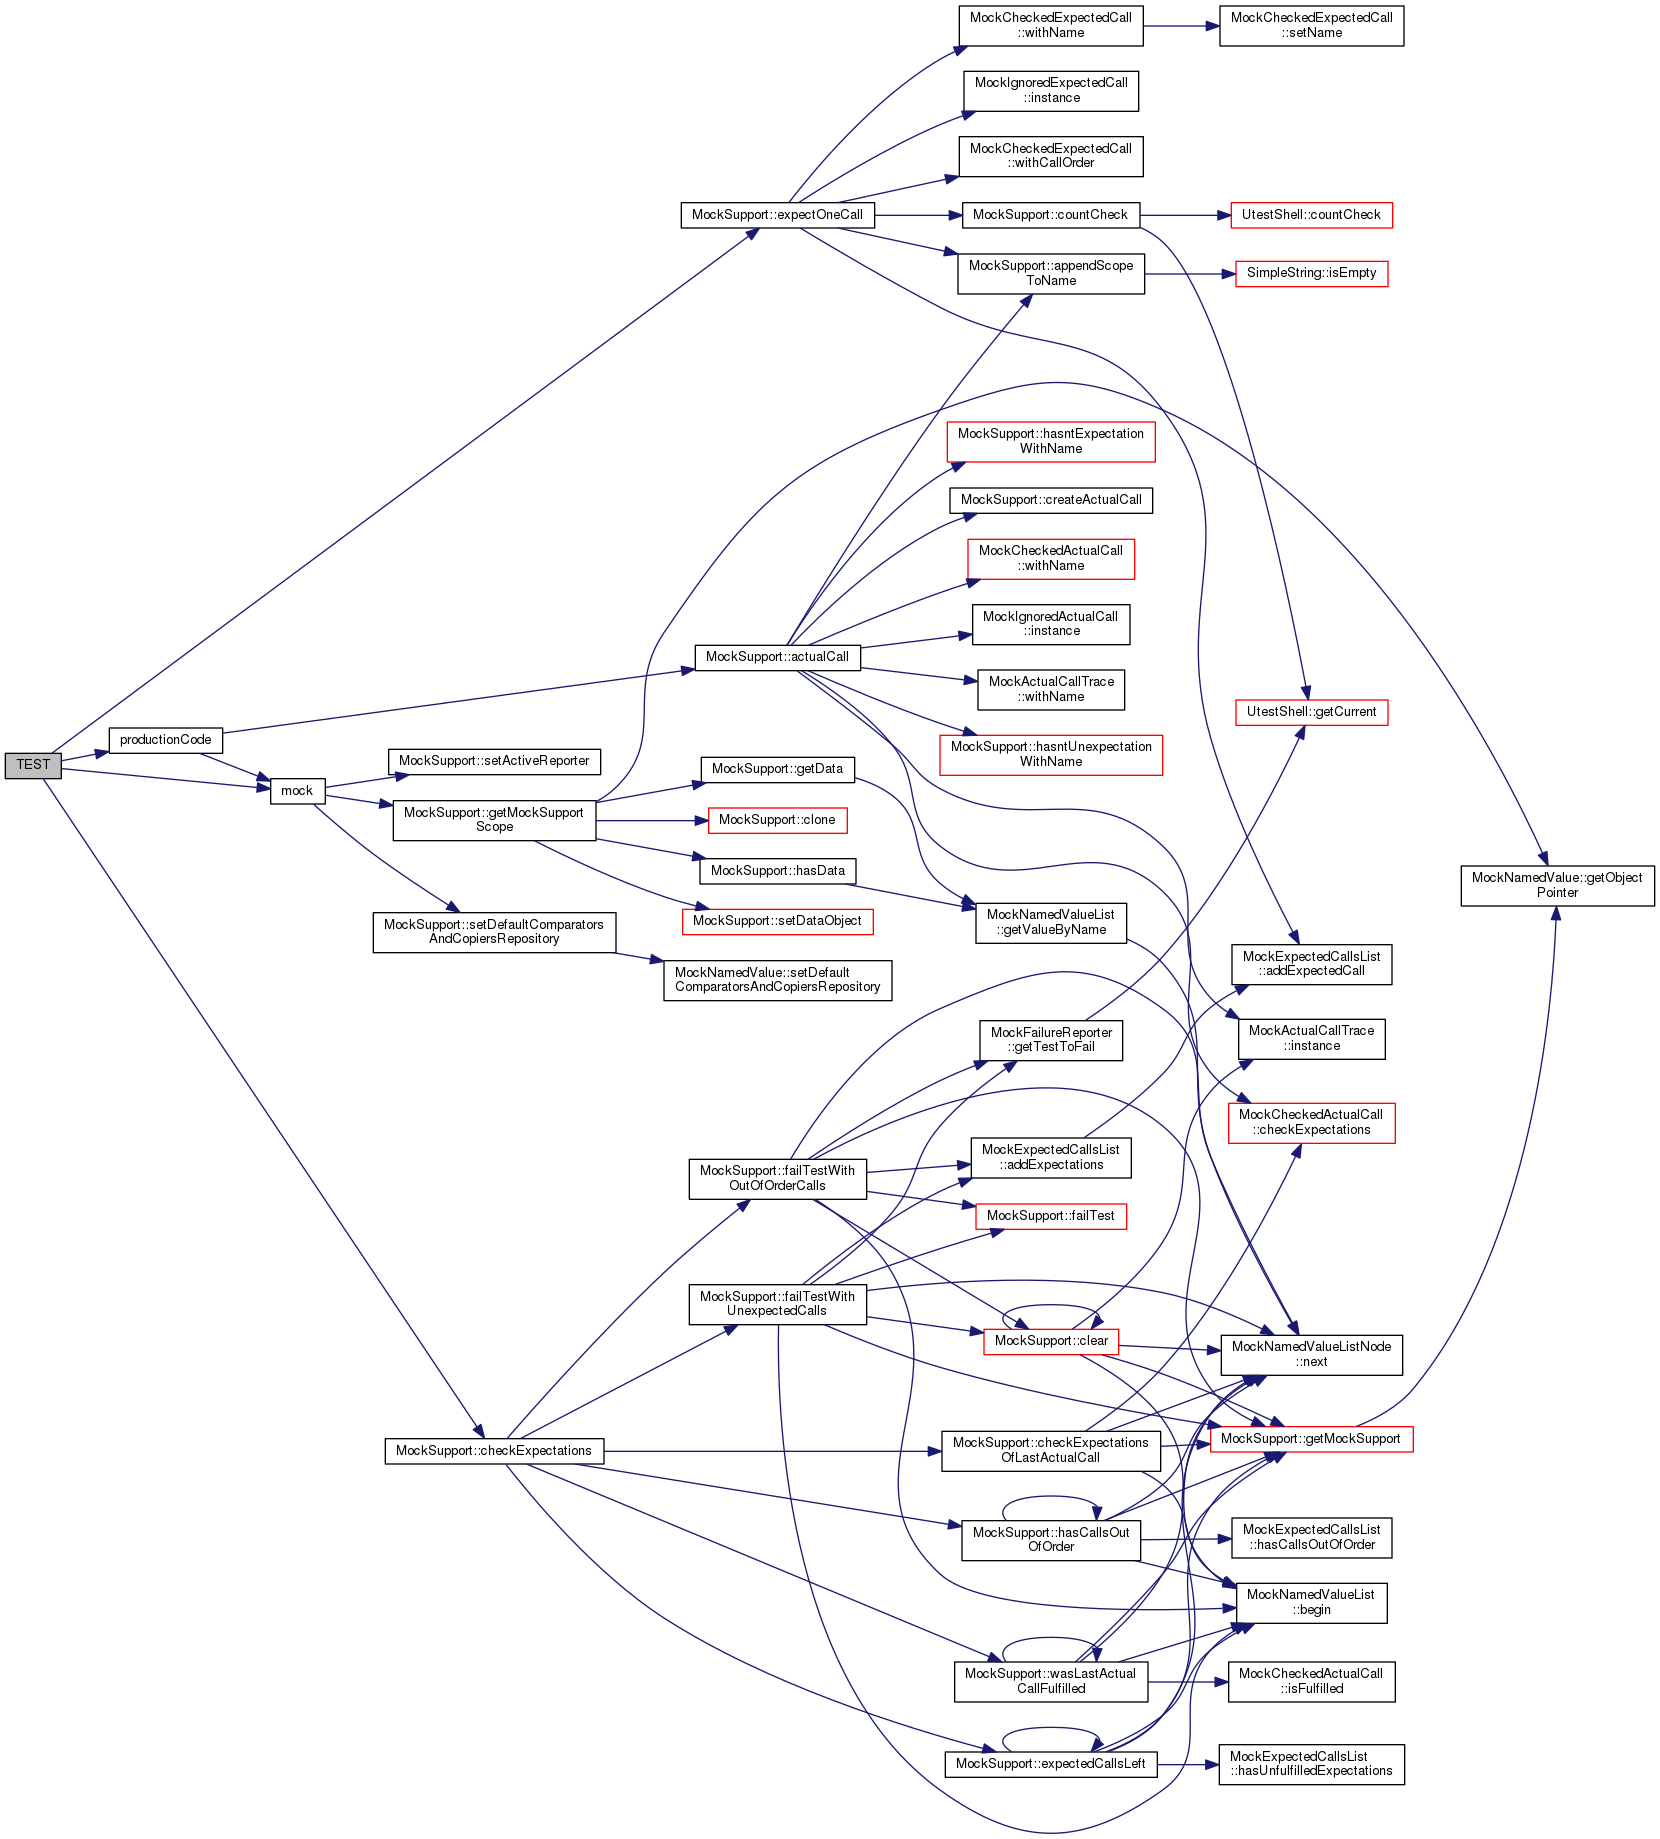 MockCheckedExpectedCall
::withName
MockCheckedExpectedCall
::setName
MockIgnoredExpectedCall
::instance
MockCheckedExpectedCall
::withCallOrder
MockSupport::expectOneCall
MockSupport::countCheck
UtestShell::countCheck
MockSupport::appendScope
ToName
SimpleString::isEmpty
MockSupport::hasntExpectation
WithName
MockSupport::createActualCall
MockCheckedActualCall
::withName
MockIgnoredActualCall
::instance
MockSupport::actualCall
MockActualCallTrace
::withName
UtestShell::getCurrent
MockSupport::hasntUnexpectation
WithName
productionCode
TEST
MockSupport::setActiveReporter
MockSupport::getData
mock
MockSupport::getMockSupport
Scope
MockSupport::clone
MockSupport::hasData
MockNamedValue::getObject
Pointer
MockSupport::setDefaultComparators
AndCopiersRepository
MockSupport::setDataObject
MockNamedValueList
::getValueByName
MockNamedValue::setDefault
ComparatorsAndCopiersRepository
MockExpectedCallsList
::addExpectedCall
MockFailureReporter
::getTestToFail
MockActualCallTrace
::instance
MockCheckedActualCall
::checkExpectations
MockSupport::failTestWith
OutOfOrderCalls
MockExpectedCallsList
::addExpectations
MockSupport::failTest
MockSupport::failTestWith
UnexpectedCalls
MockSupport::clear
MockNamedValueListNode
::next
MockSupport::checkExpectations
MockSupport::checkExpectations
OfLastActualCall
MockSupport::getMockSupport
MockSupport::hasCallsOut
OfOrder
MockExpectedCallsList
::hasCallsOutOfOrder
MockNamedValueList
::begin
MockSupport::wasLastActual
CallFulfilled
MockCheckedActualCall
::isFulfilled
MockSupport::expectedCallsLeft
MockExpectedCallsList
::hasUnfulfilledExpectations